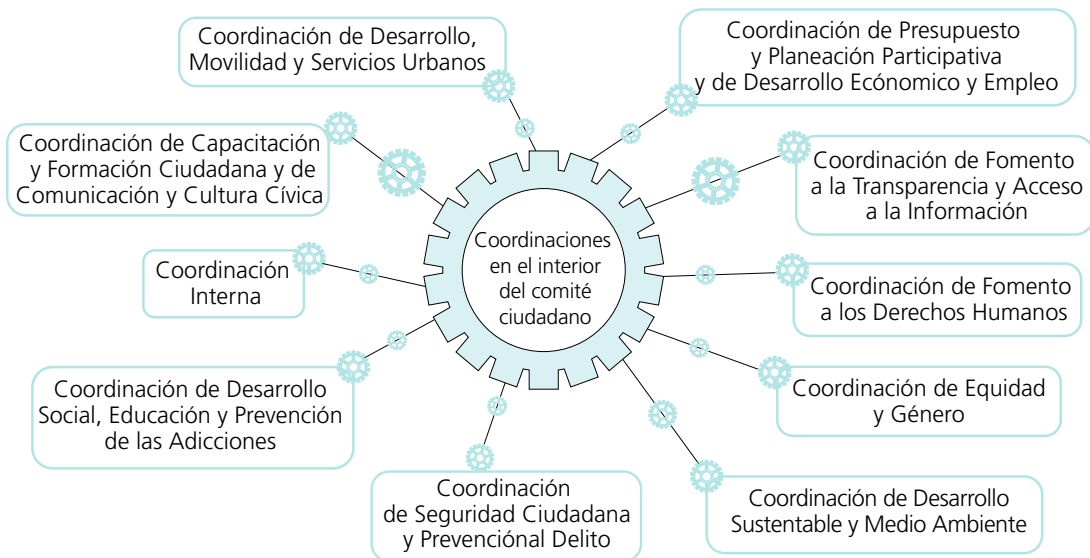 Coordinación de Desarrollo,
Movilidad y Servicios Urbanos
Coordinación de Presupuesto
y Planeación Participativa
y de Desarrollo Ecónomico y Empleo
Coordinación de Capacitación
y Formación Ciudadana y de
Comunicación y Cultura Cívica
Coordinación de Fomento
a la Transparencia y Acceso
a la Información
Coordinaciones
en el interior
del comité
ciudadano
Coordinación
Interna
Coordinación de Fomento
a los Derechos Humanos
Coordinación de Desarrollo
Social, Educación y Prevención
de las Adicciones
Coordinación de Equidad
y Género
Coordinación
de Seguridad Ciudadana
y Prevenciónal Delito
Coordinación de Desarrollo
Sustentable y Medio Ambiente